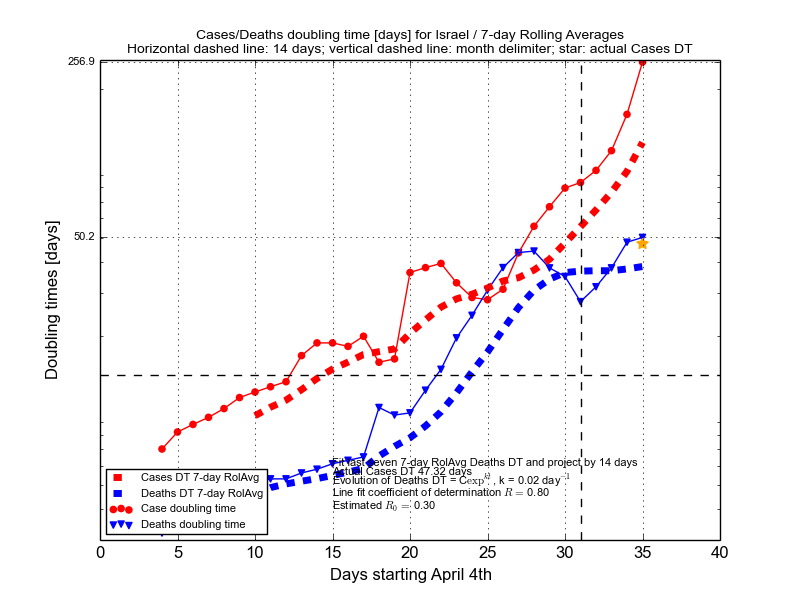 Cases/Deaths doubling time [days] for Israel / 7-day Rolling Averages
Horizontal dashed line: 14 days; vertical dashed line: month delimiter; star: actual Cases DT
256.9
50.2
Doubling times [days]
Fit last seven 7-day RolAvg Deaths DT and project by 14 days
Actual Cases DT 47.32 days
Evolution of Deaths DT = C exp^{kt}, k = 0.02 day^{-1}
Line fit coefficient of determination R = 0.80
Estimated R_0 = 0.30
Cases DT 7-day RolAvg
Deaths DT 7-day RolAvg
Case doubling time
Deaths doubling time
0 5 10 15 20 25 30 35 40
Days starting April 4th